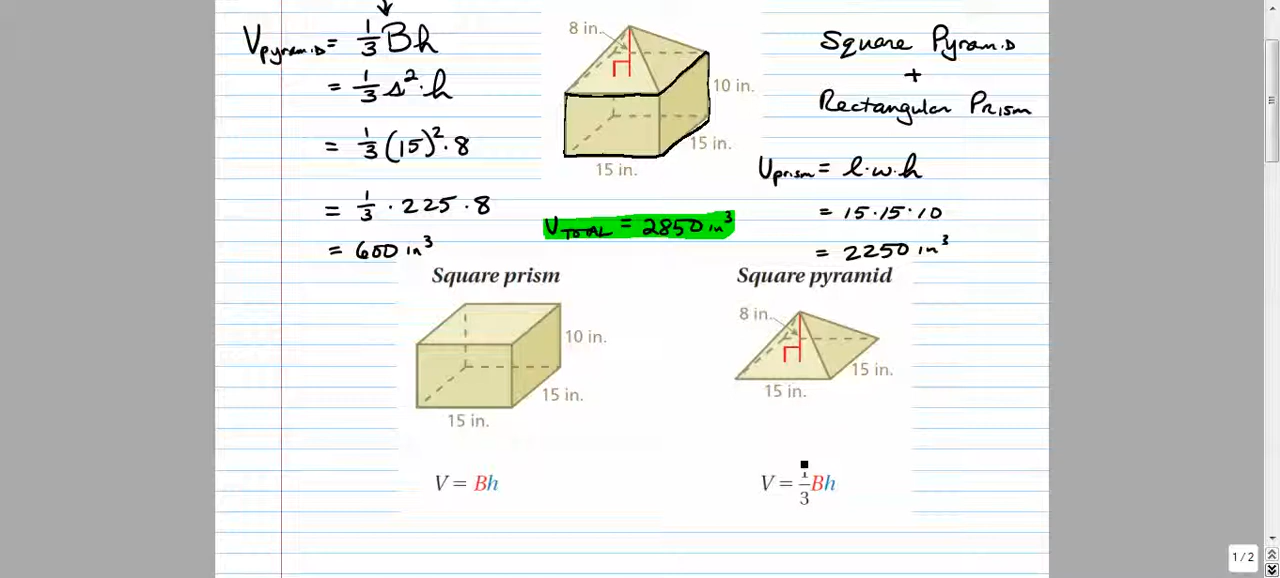 V pyramid = 1/3 Bh
= 1/3 s² · h
= 1/3 (15)² · 8
= 1/3 · 225 · 8
= 600 in³
8 in.
10 in.
15 in.
15 in.
V TOTAL = 2850 in³
Square Pyramid
+
Rectangular Prism
V prism = l · w · h
= 15 · 15 · 10
= 2250 in³
Square prism
10 in.
15 in.
15 in.
V = Bh
Square pyramid
8 in.
15 in.
15 in.
V = 1/3 Bh
1 / 2